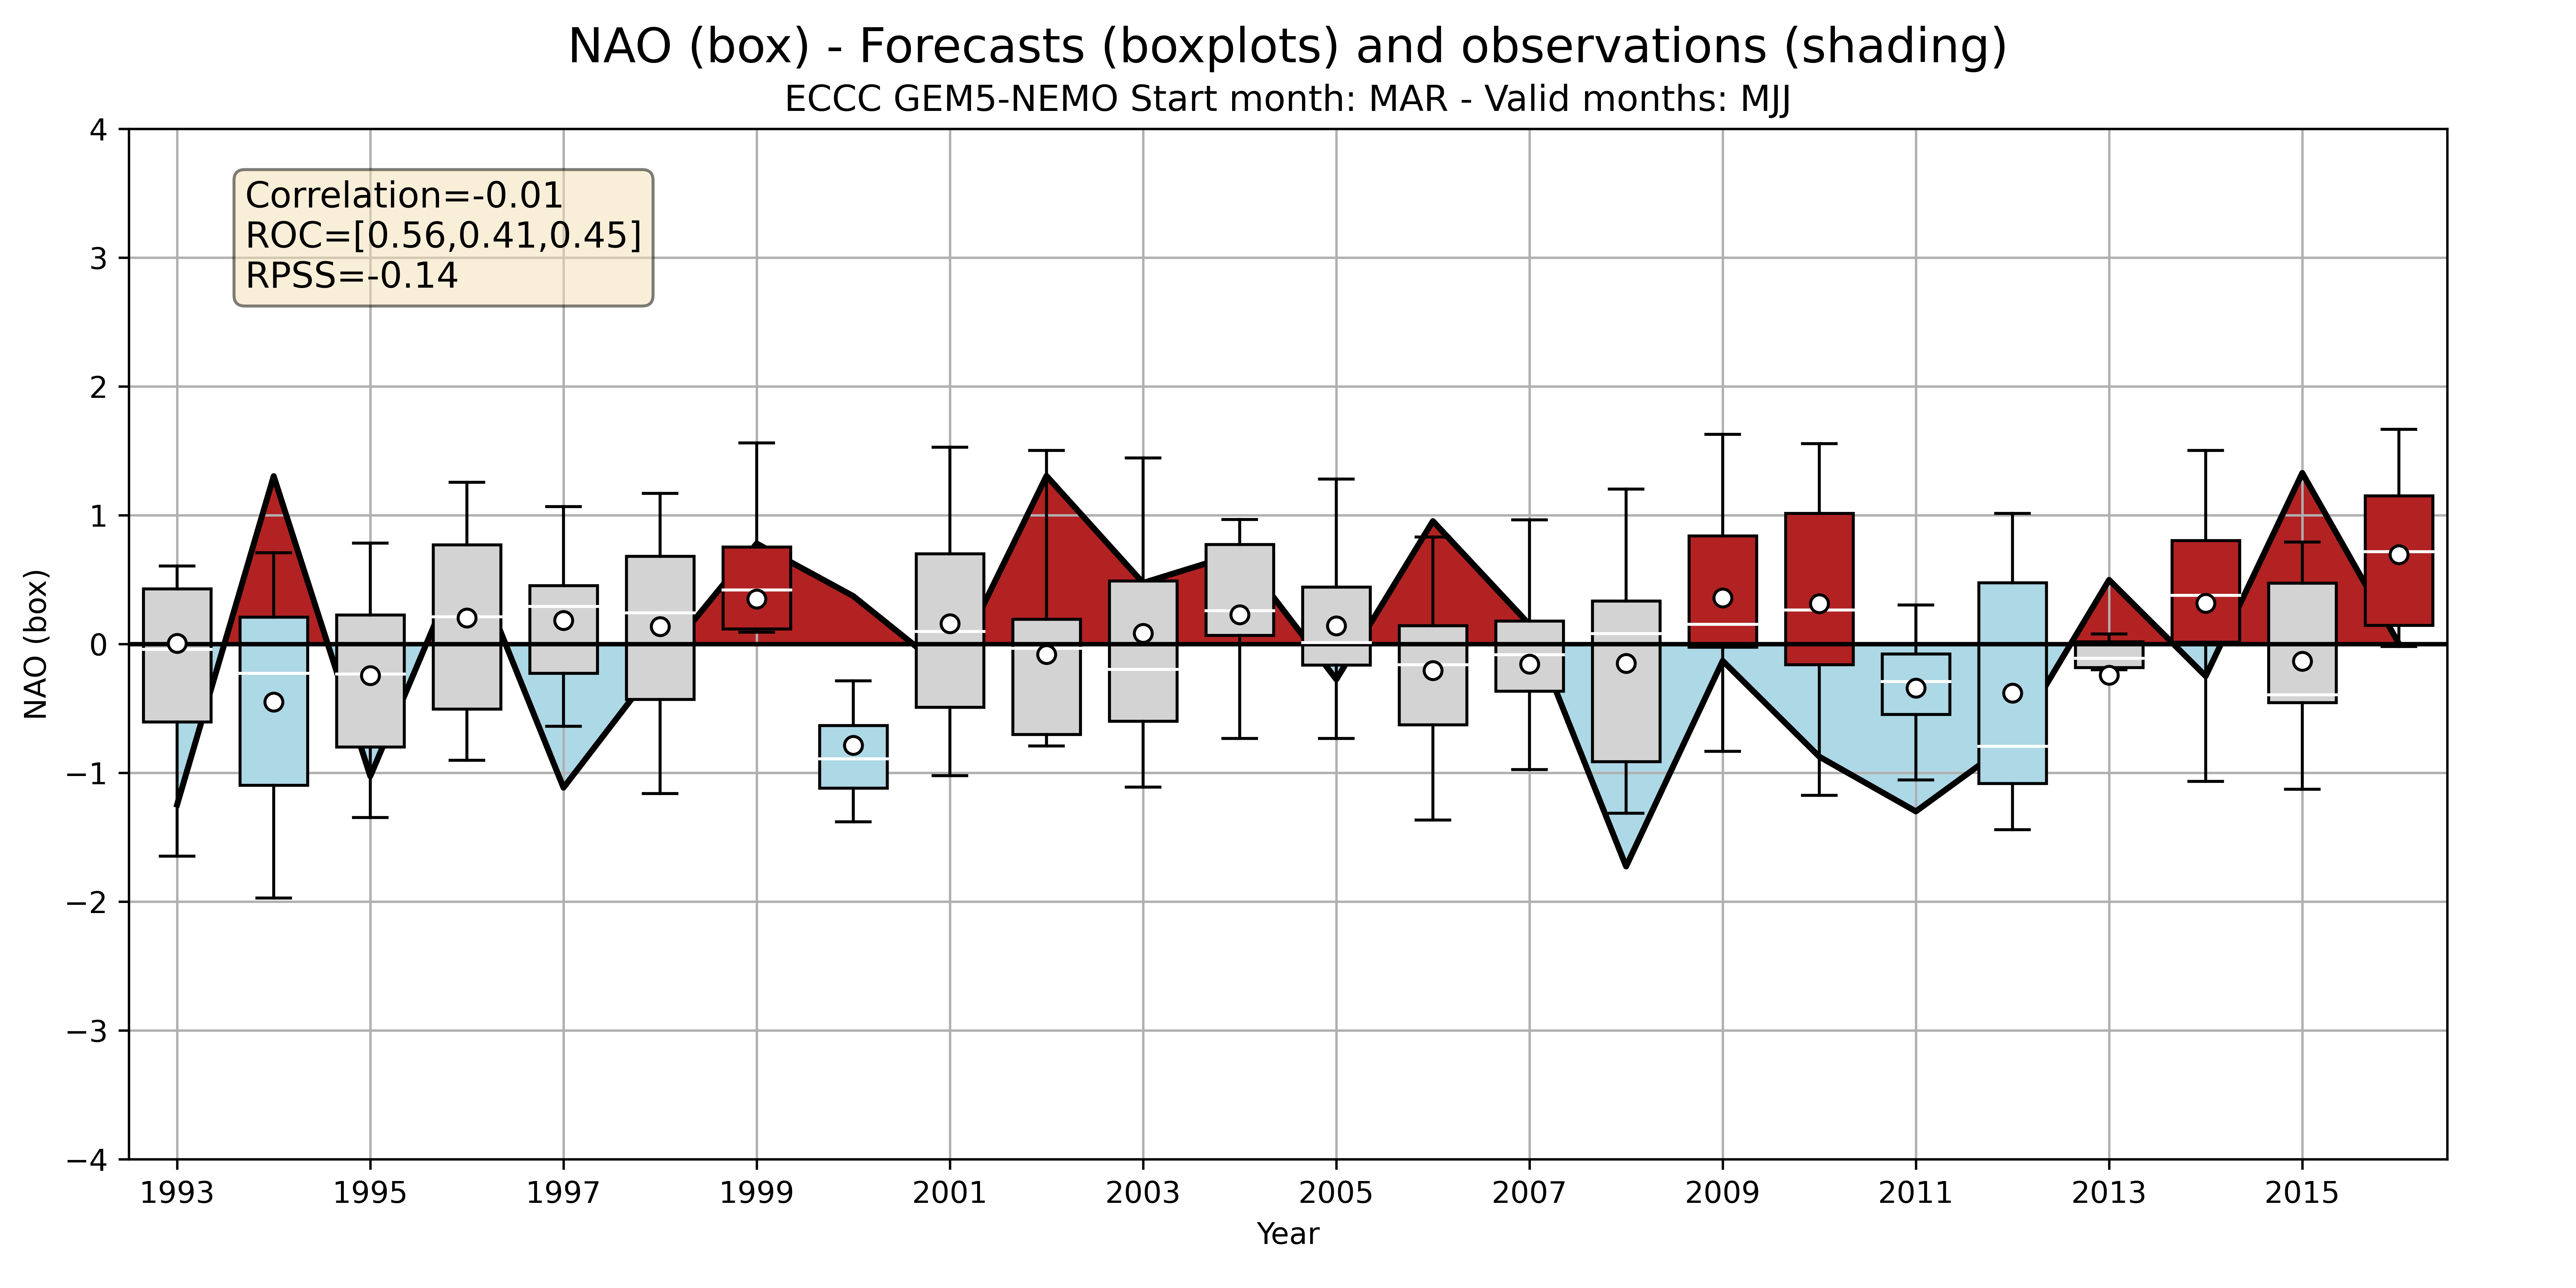 NAO (box) - Forecasts (boxplots) and observations (shading)
ECCC GEM5-NEMO Start month: MAR - Valid months: MJJ
Correlation=-0.01
ROC=[0.56,0.41,0.45]
RPSS=-0.14
NAO (box)
4
3
2
1
0
−1
−2
−3
−4
1993 1995 1997 1999 2001 2003 2005 2007 2009 2011 2013 2015
Year